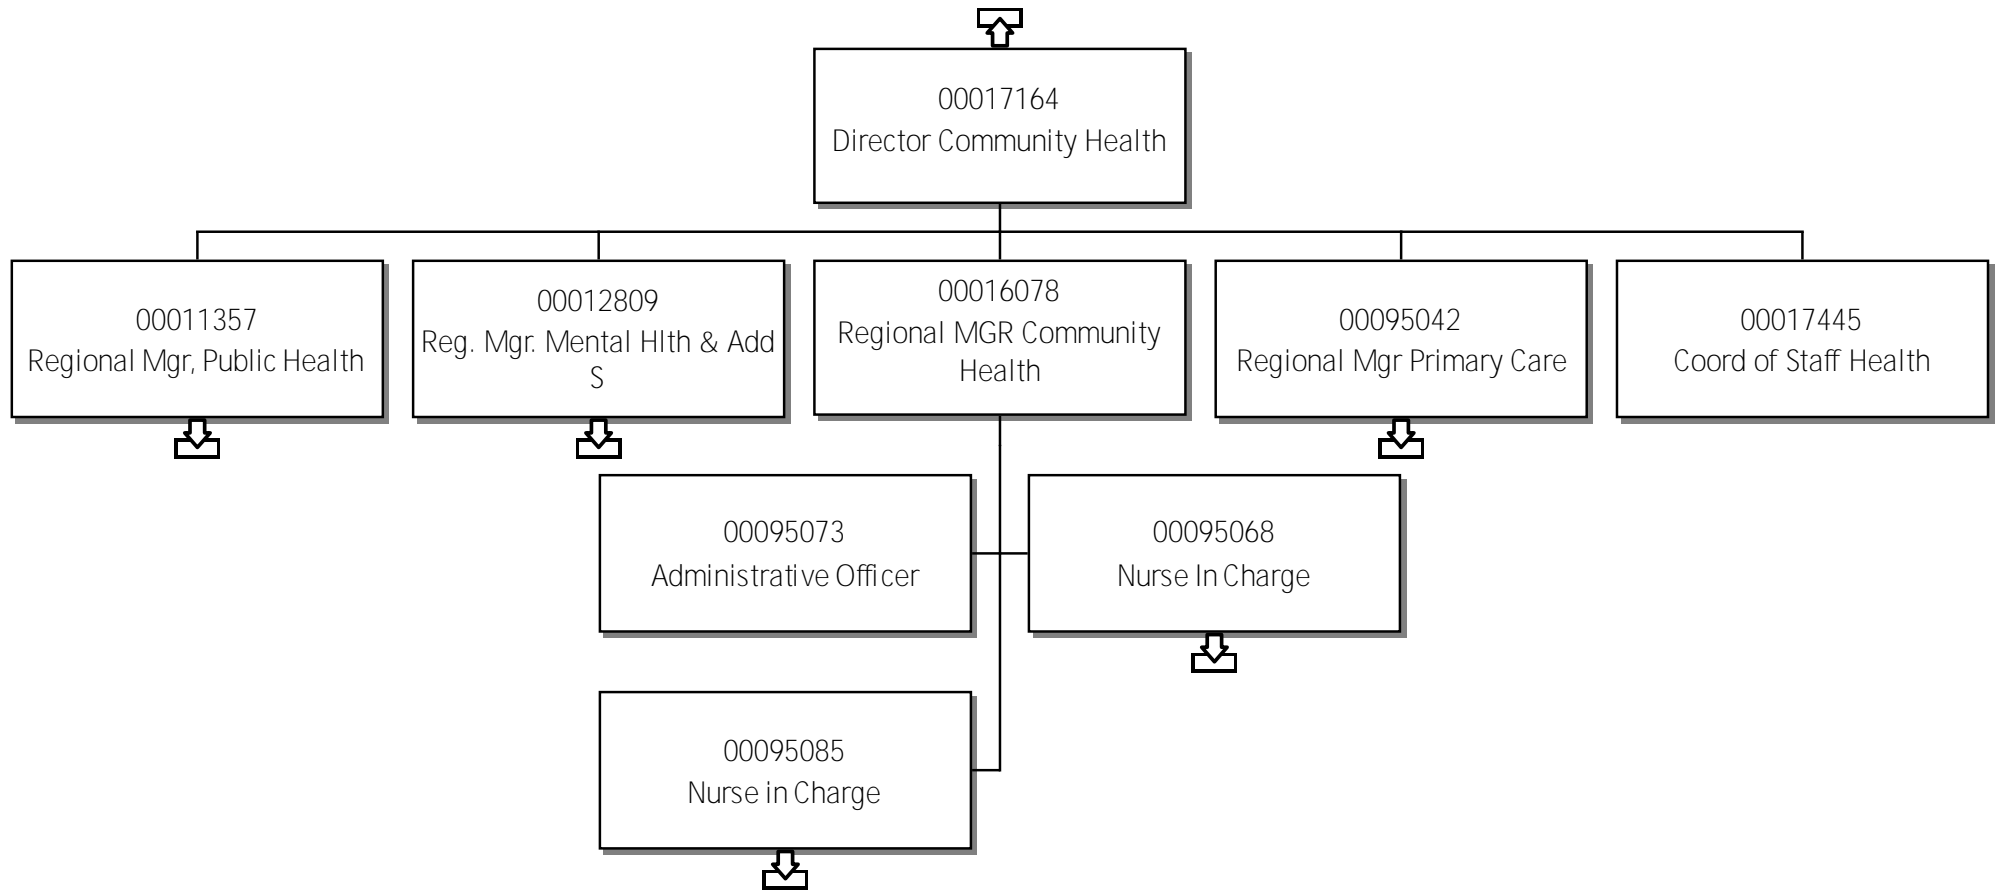 00017164
Director Community Health
00011357
Regional Mgr, Public Health
00012809
Reg. Mgr. Mental Hlth & Add
S
00016078
Regional MGR Community
Health
00095042
Regional Mgr Primary Care
00017445
Coord of Staff Health
00095073
Administrative Officer
00095068
Nurse In Charge
00095085
Nurse in Charge